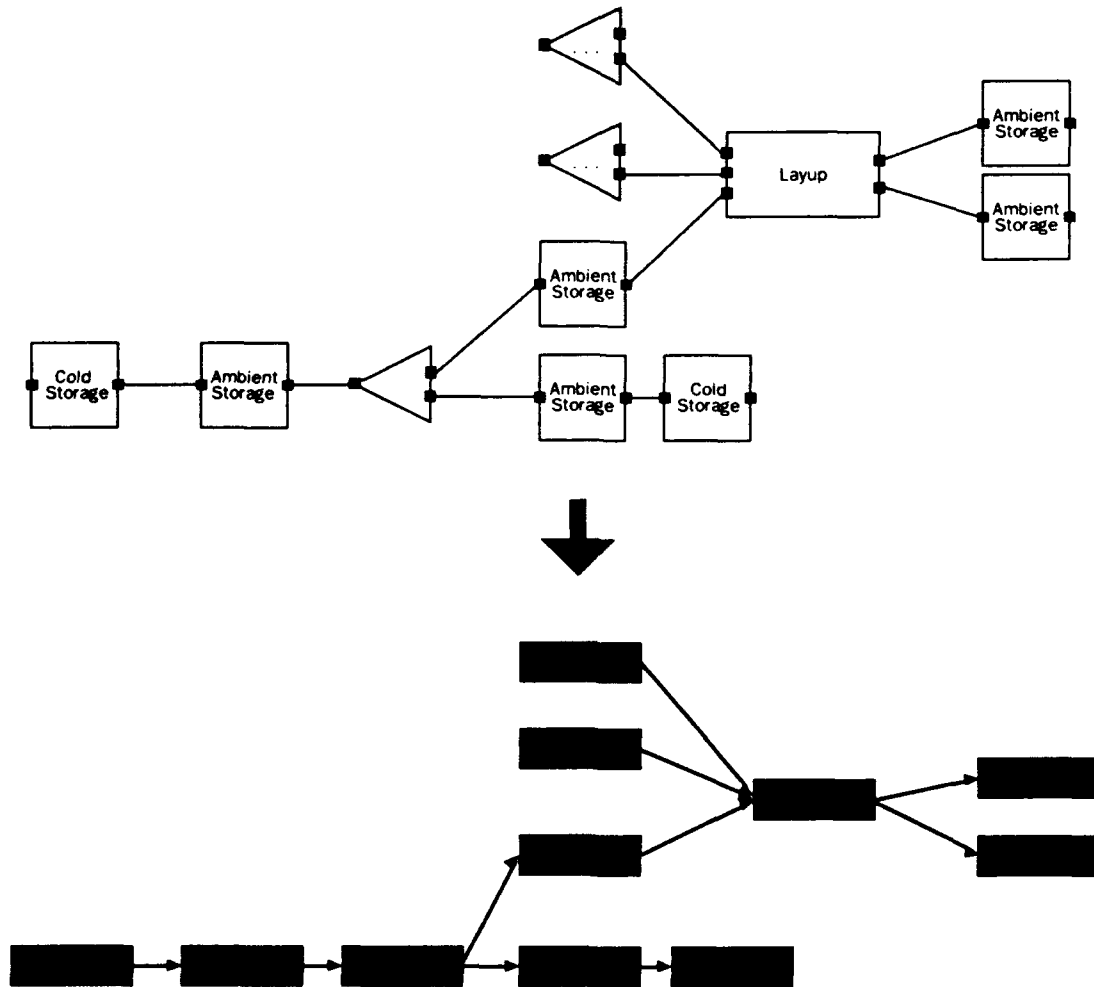 . . .
Ambient
Storage
. . .
Layup
Ambient
Storage
Ambient
Storage
Cold
Storage
Ambient
Storage
Ambient
Storage
Cold
Storage